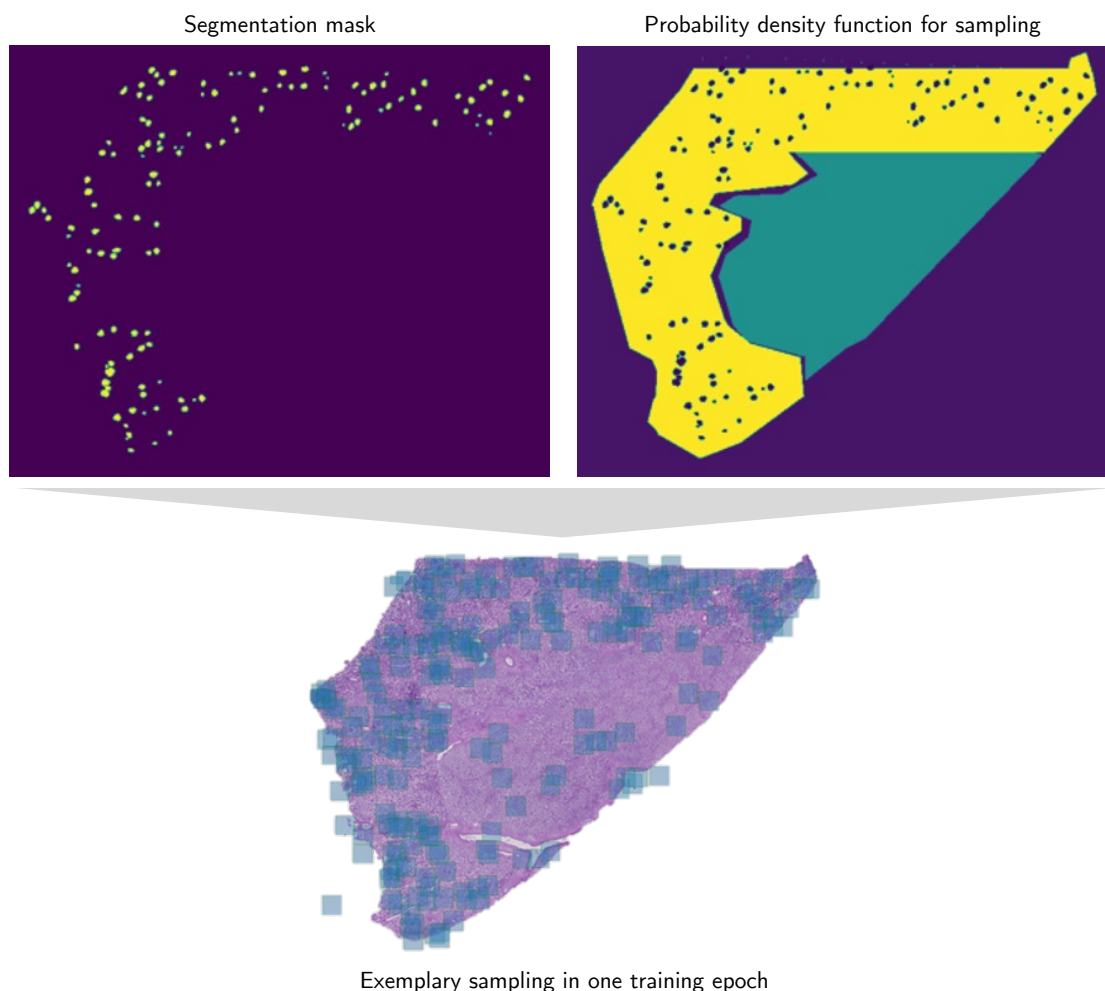 Segmentation mask
Probability density function for sampling
Exemplary sampling in one training epoch